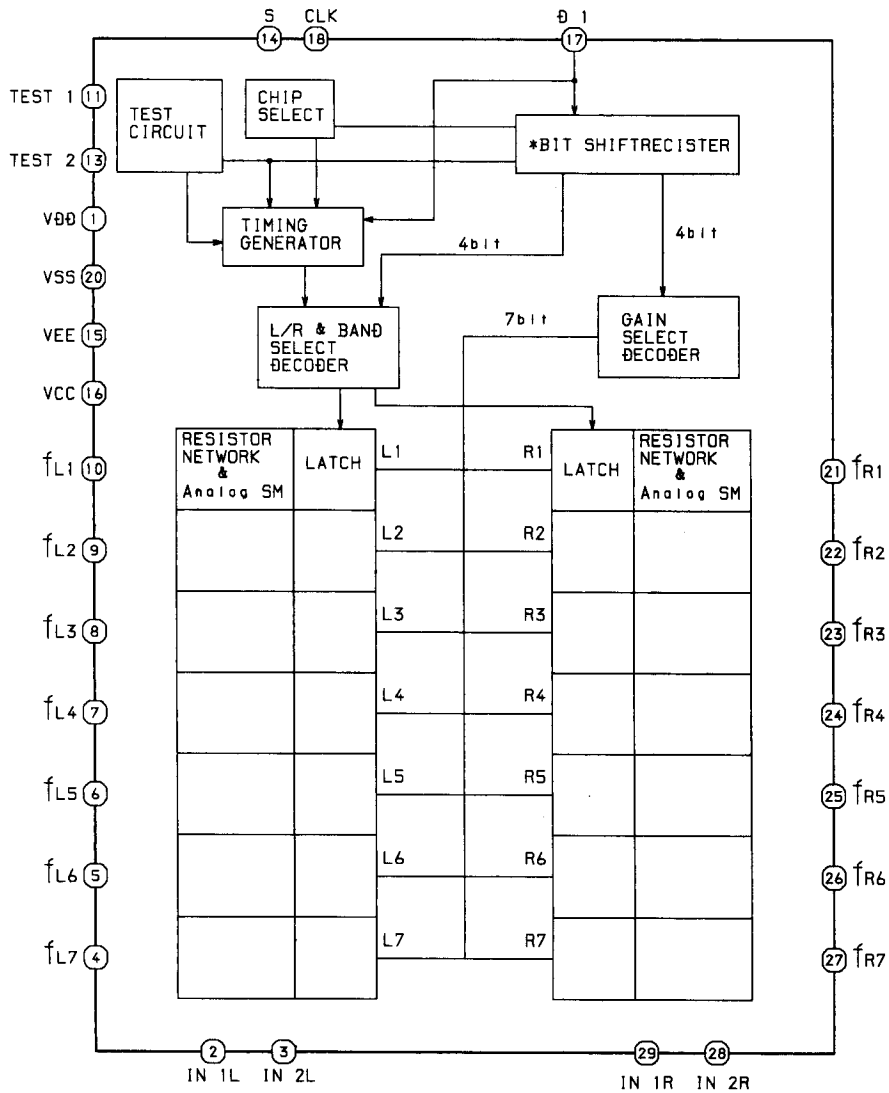 S CLK Đ 1
14 18 17
TEST 1 11
TEST
CIRCUIT
CHIP
SELECT
*BIT SHIFTRECISTER
TEST 2 13
VĐĐ 1
TIMING
GENERATOR
4bit
4bit
VSS 20
VEE 15
L/R & BANĐ
SELECT
ĐECOĐER
7bit
GAIN
SELECT
ĐECOĐER
VCC 16
RESISTOR
NETWORK
&
Analog SM
LATCH
L1 R1
LATCH
RESISTOR
NETWORK
&
Analog SM
fL1 10
21 fR1
L2 R2
fL2 9
22 fR2
L3 R3
fL3 8
23 fR3
L4 R4
fL4 7
24 fR4
L5 R5
fL5 6
25 fR5
L6 R6
fL6 5
26 fR6
L7 R7
fL7 4
27 fR7
2 3 29 28
IN 1L IN 2L IN 1R IN 2R